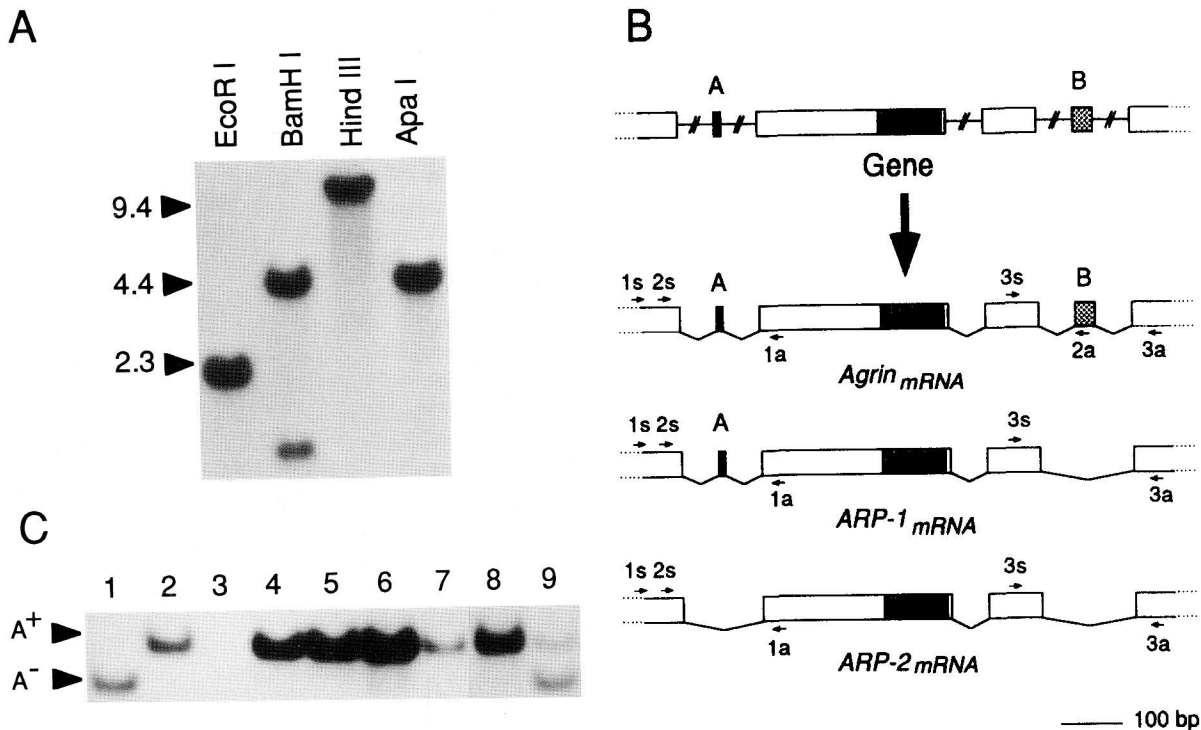 A
EcoR I
BamH I
Hind III
Apa I
9.4
4.4
2.3
B
A
B
Gene
1s 2s
A
3s
B
1a
2a
3a
Agrin mRNA
1s 2s
A
3s
1a
3a
ARP-1 mRNA
1s 2s
3s
1a
3a
ARP-2 mRNA
100 bp
C
1 2 3 4 5 6 7 8 9
A+
A-